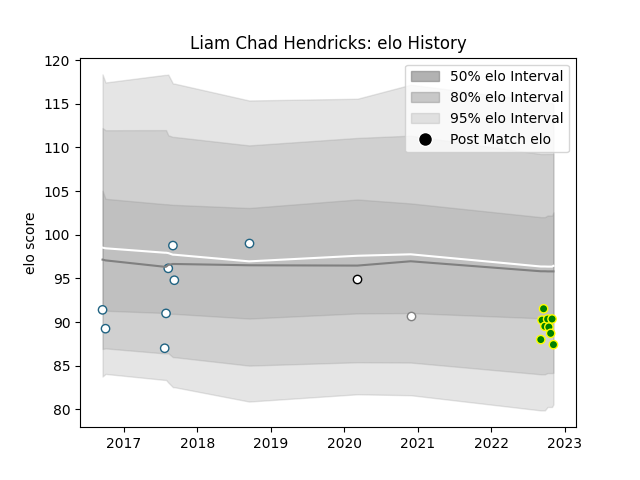 Liam Chad Hendricks: elo History
120
115
110
105
100
95
90
85
80
elo score
50% elo Interval
80% elo Interval
95% elo Interval
Post Match elo
2017 2018 2019 2020 2021 2022 2023